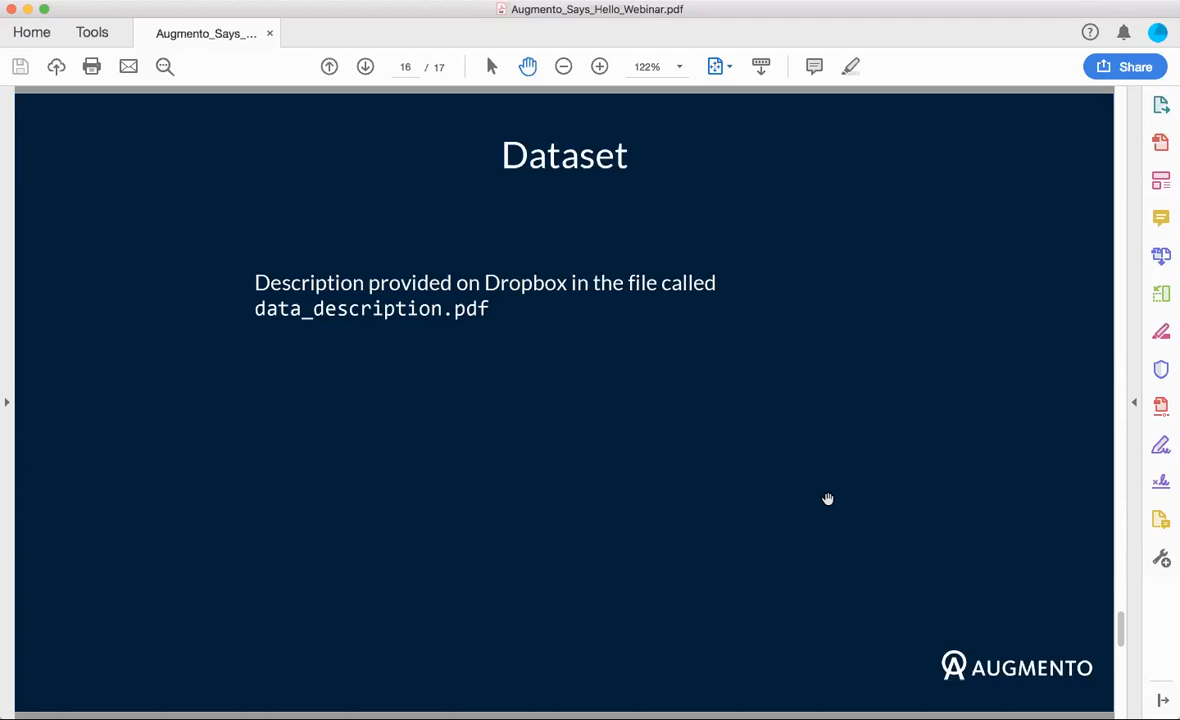 Augmento_Says_Hello_Webinar.pdf
Home Tools Augmento_Says_... ×
16 / 17 122% Share
Dataset
Description provided on Dropbox in the file called
data_description.pdf
AUGMENTO